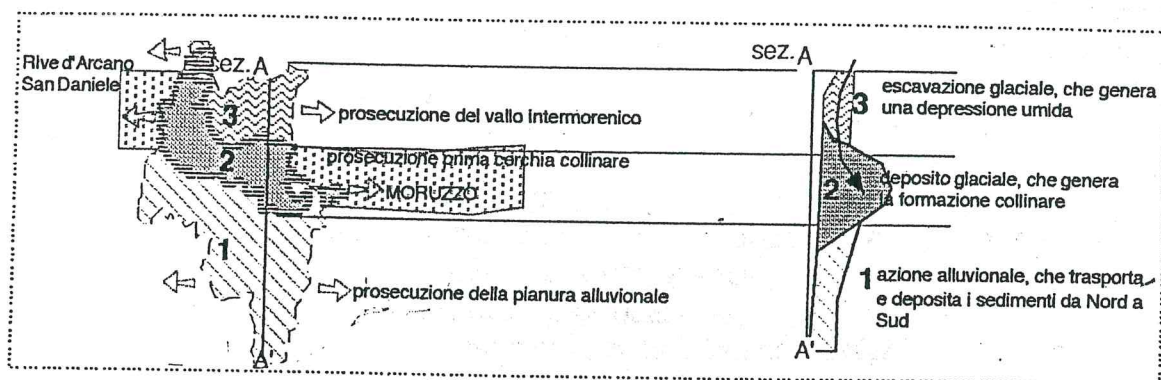 Rive d'Arcano
San Daniele
sez. A
3
prosecuzione del vallo intermorenico
2
prosecuzione prima cerchia collinare
MORUZZO
1
prosecuzione della pianura alluvionale
A'
sez. A
3
escavazione glaciale, che genera
una depressione umida
2
deposito glaciale, che genera
la formazione collinare
1
azione alluvionale, che trasporta
e deposita i sedimenti da Nord a
Sud
A'